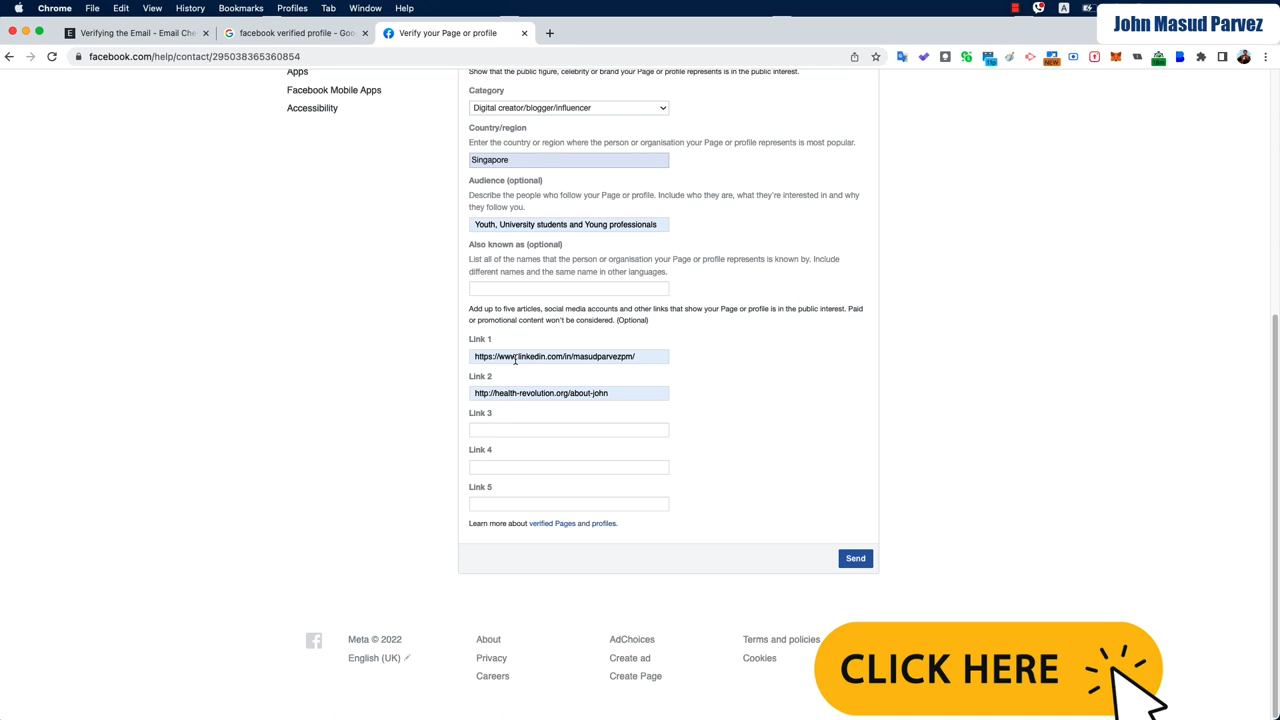 Chrome File Edit View History Bookmarks Profiles Tab Window Help
John Masud Parvez
Verifying the Email - Email Che
facebook verified profile - Goo
Verify your Page or profile
facebook.com/help/contact/295038365360854
Apps
Facebook Mobile Apps
Accessibility
Show that the public figure, celebrity or brand your Page or profile represents is in the public interest.
Category
Digital creator/blogger/influencer
Country/region
Enter the country or region where the person or organisation your Page or profile represents is most popular.
Singapore
Audience (optional)
Describe the people who follow your Page or profile. Include who they are, what they're interested in and why
they follow you.
Youth, University students and Young professionals
Also known as (optional)
List all of the names that the person or organisation your Page or profile represents is known by. Include
different names and the same name in other languages.
Add up to five articles, social media accounts and other links that show your Page or profile is in the public interest. Paid
or promotional content won't be considered. (Optional)
Link 1
https://www.linkedin.com/in/masudparvezpm/
Link 2
http://health-revolution.org/about-john
Link 3
Link 4
Link 5
Learn more about verified Pages and profiles.
Send
Meta © 2022
About
AdChoices
Terms and policies
English (UK)
Privacy
Create ad
Cookies
Careers
Create Page
CLICK HERE